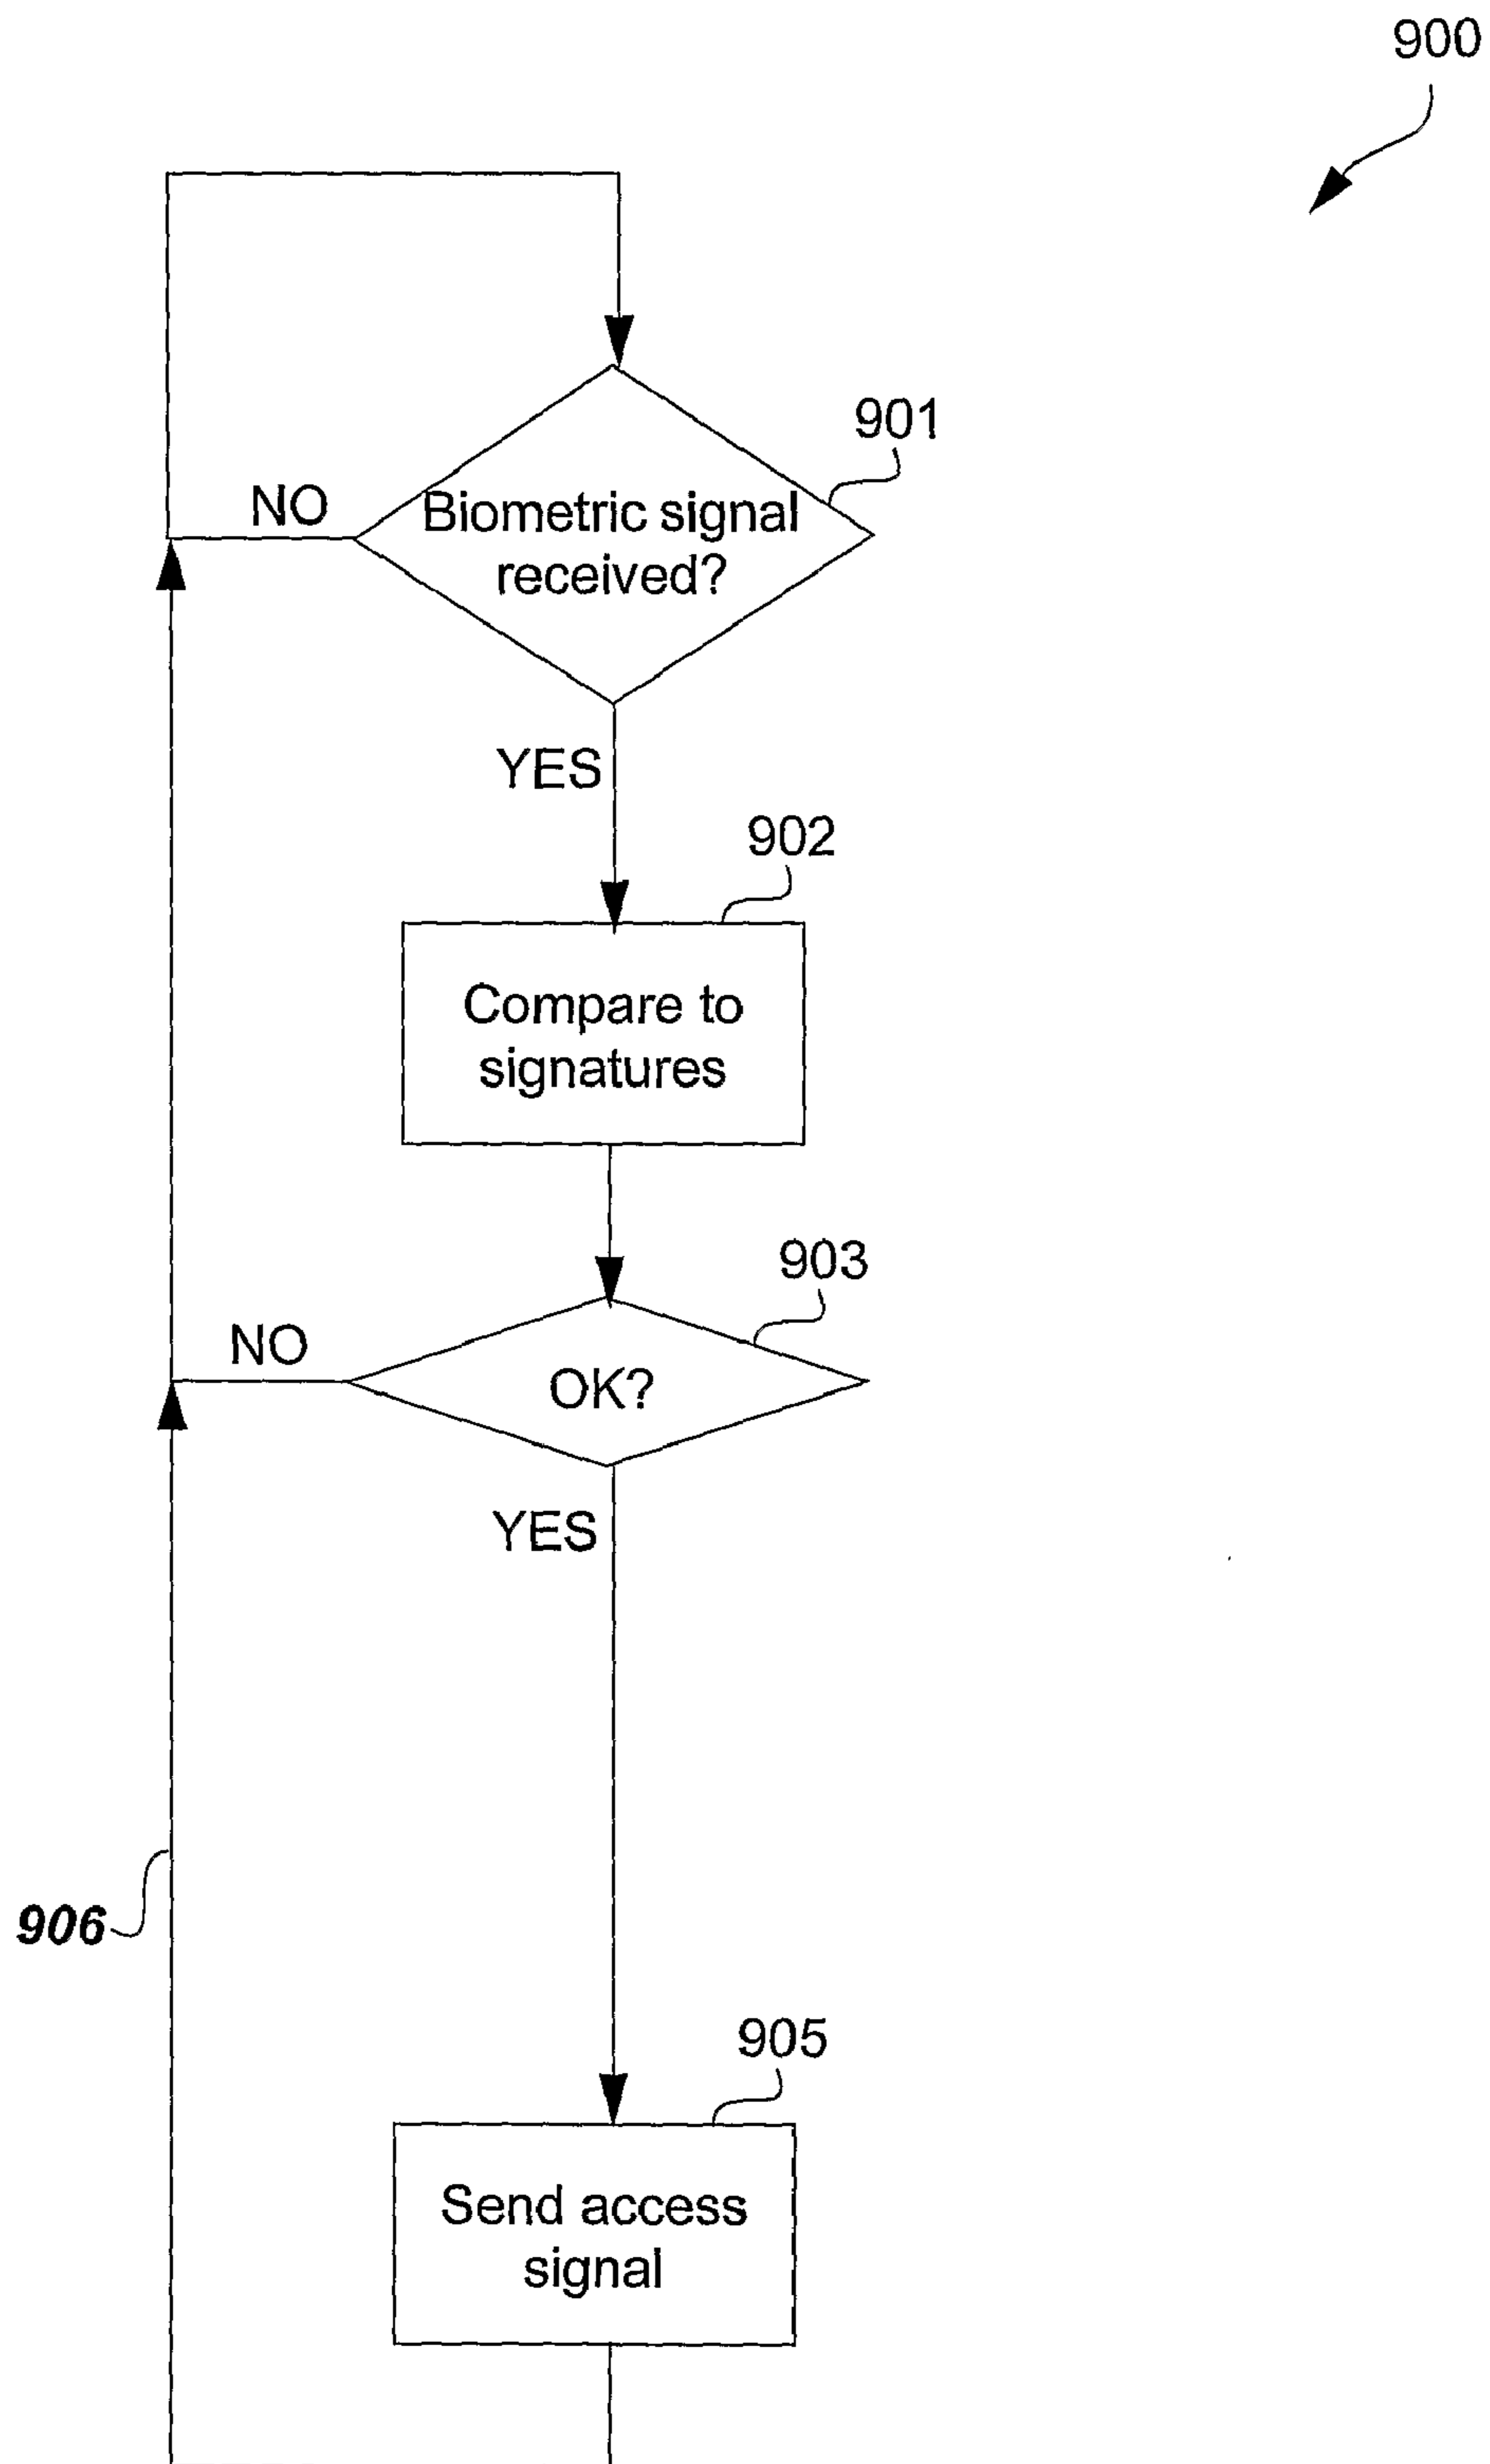 900
901
NO
Biometric signal
received?
YES
902
Compare to
signatures
903
NO
OK?
YES
906
905
Send access
signal